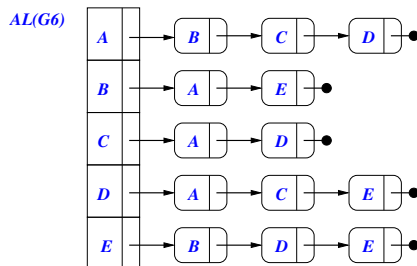 AL(G6)
A B C D
B A E
C A D
D A C E
E B D E